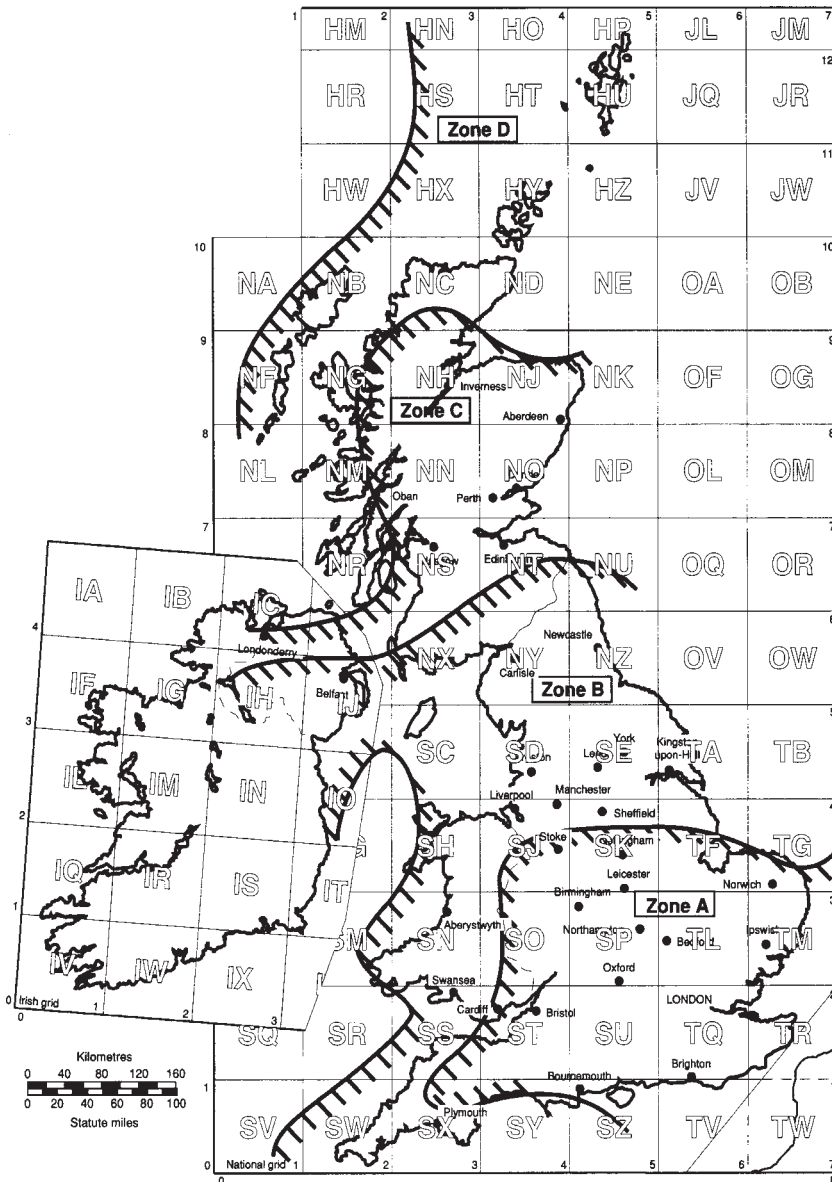 1 2 3 4 5 6 7
HM HN HO HP JL JM
12
HR HS HT HU JQ JR
Zone D
11 11
HW HX HY HZ JV JW
10 10
NA NB NC ND NE OA OB
9 9
NF NG NH NJ NK OF OG
Inverness
Zone C
Aberdeen
8 8
NL NM NN NO NP OL OM
Oban Perth
7 7
NR NS NT NU OQ OR
IA IB IC
4
6
Londonderry
Newcastle
NX NY NZ OV OW
Carlisle
IF IG IH IJ
Belfast
Zone B
3
5
York
Kingston
upon-Hull
SC SD SE TA TB
IL IM IN IO
Manchester
Liverpool
Sheffield
2
4
Stoke
SH SJ SK TF TG
Leicester
Norwich
IQ IR IS IT
3
Birmingham
Zone A
1
Aberystwyth
Northampton
Ipswich
SM SN SO SP TL TM
Bedford
IV IW IX
Swansea
Oxford
0
Irish grid
0 1 2 3
Cardiff
Bristol
LONDON
SQ SR SS ST SU TQ TR
Kilometres
0 40 80 120 160
0 20 40 60 80 100
Statute miles
1 1
Bournemouth
Brighton
Plymouth
SV SW SX SY SZ TV TW
0
National grid
0 1 2 3 4 5 6 7